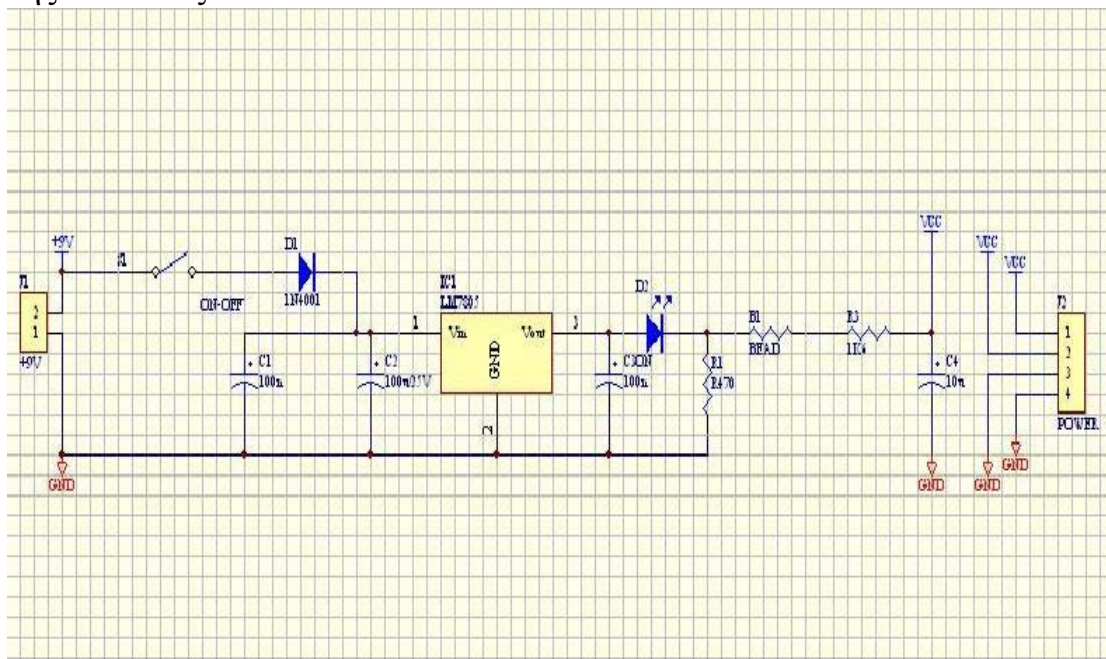 VCC
+9V
VCC
D1
VCC
J1
IC1
D2
ON-OFF
1N4001
LM7805
J2
2
1
3
B1
R3
1
1
Vin
Vout
BEAD
1K
2
GND
3
+9V
C1
C2
R1
C4
4
100n
100n
100n
R470
10n
POWER
GND
GND
GND
GND